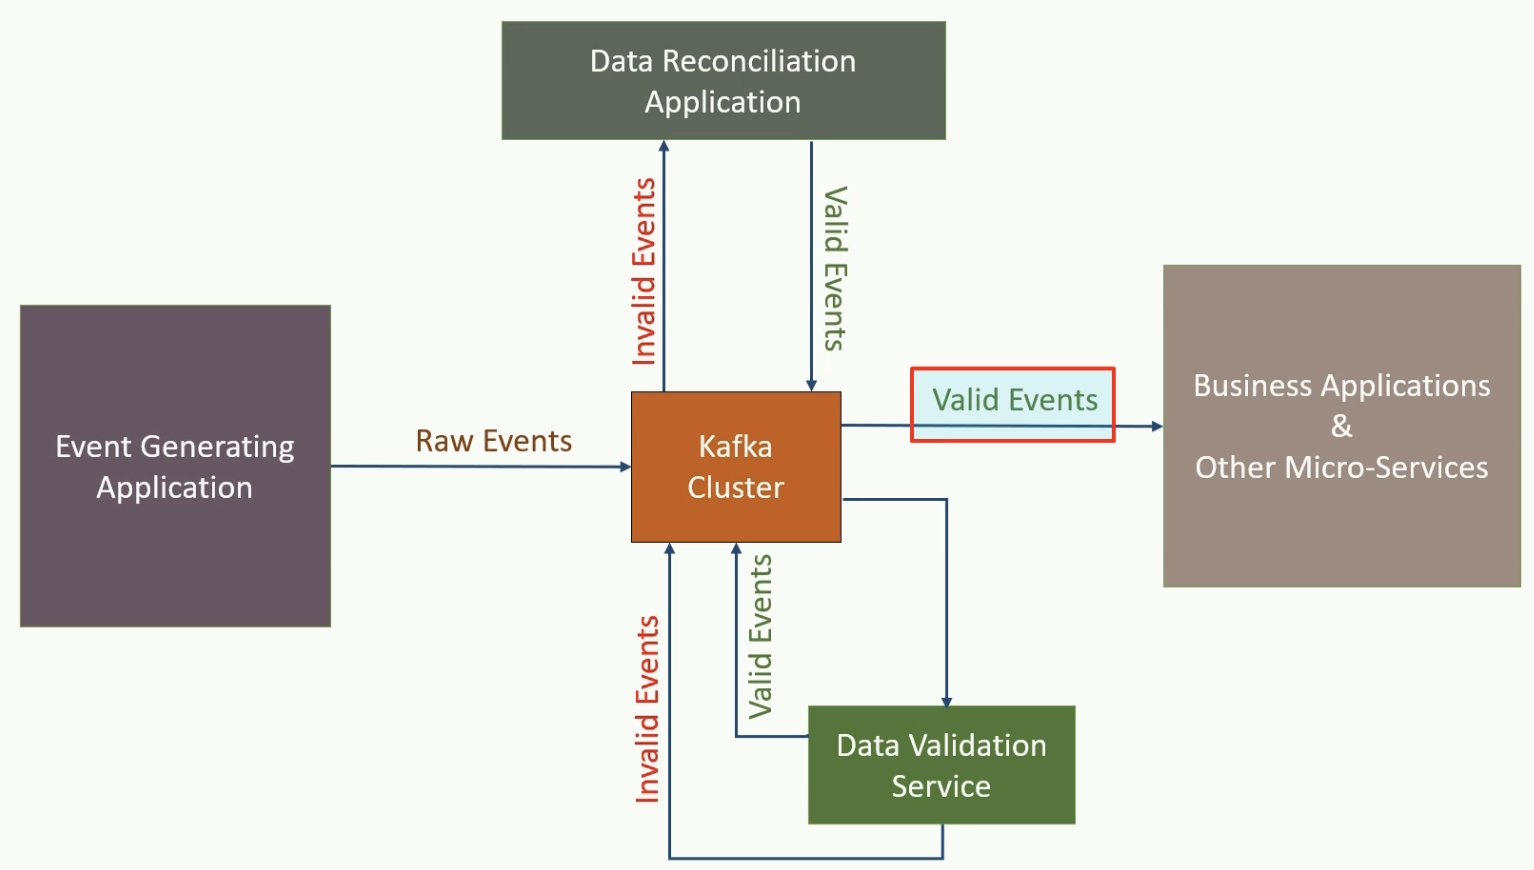 Data Reconciliation
Application
Invalid Events
Valid Events
Event Generating
Application
Raw Events
Kafka
Cluster
Valid Events
Business Applications
&
Other Micro-Services
Invalid Events
Valid Events
Data Validation
Service